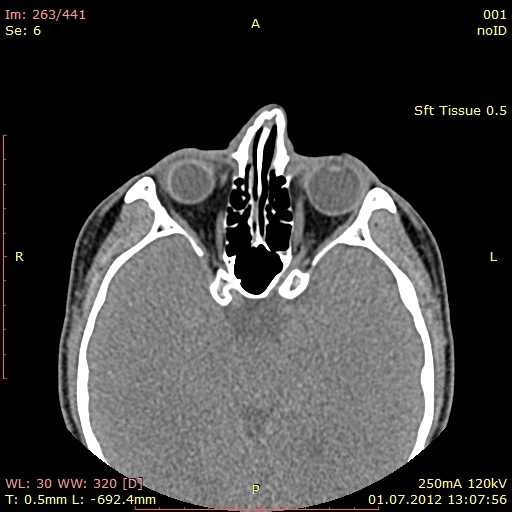 Im: 263/441
Se: 6
A
001
noID
Sft Tissue 0.5
R
L
WL: 30 WW: 320 [D]
T: 0.5mm L: -692.4mm
P
250mA 120kV
01.07.2012 13:07:56